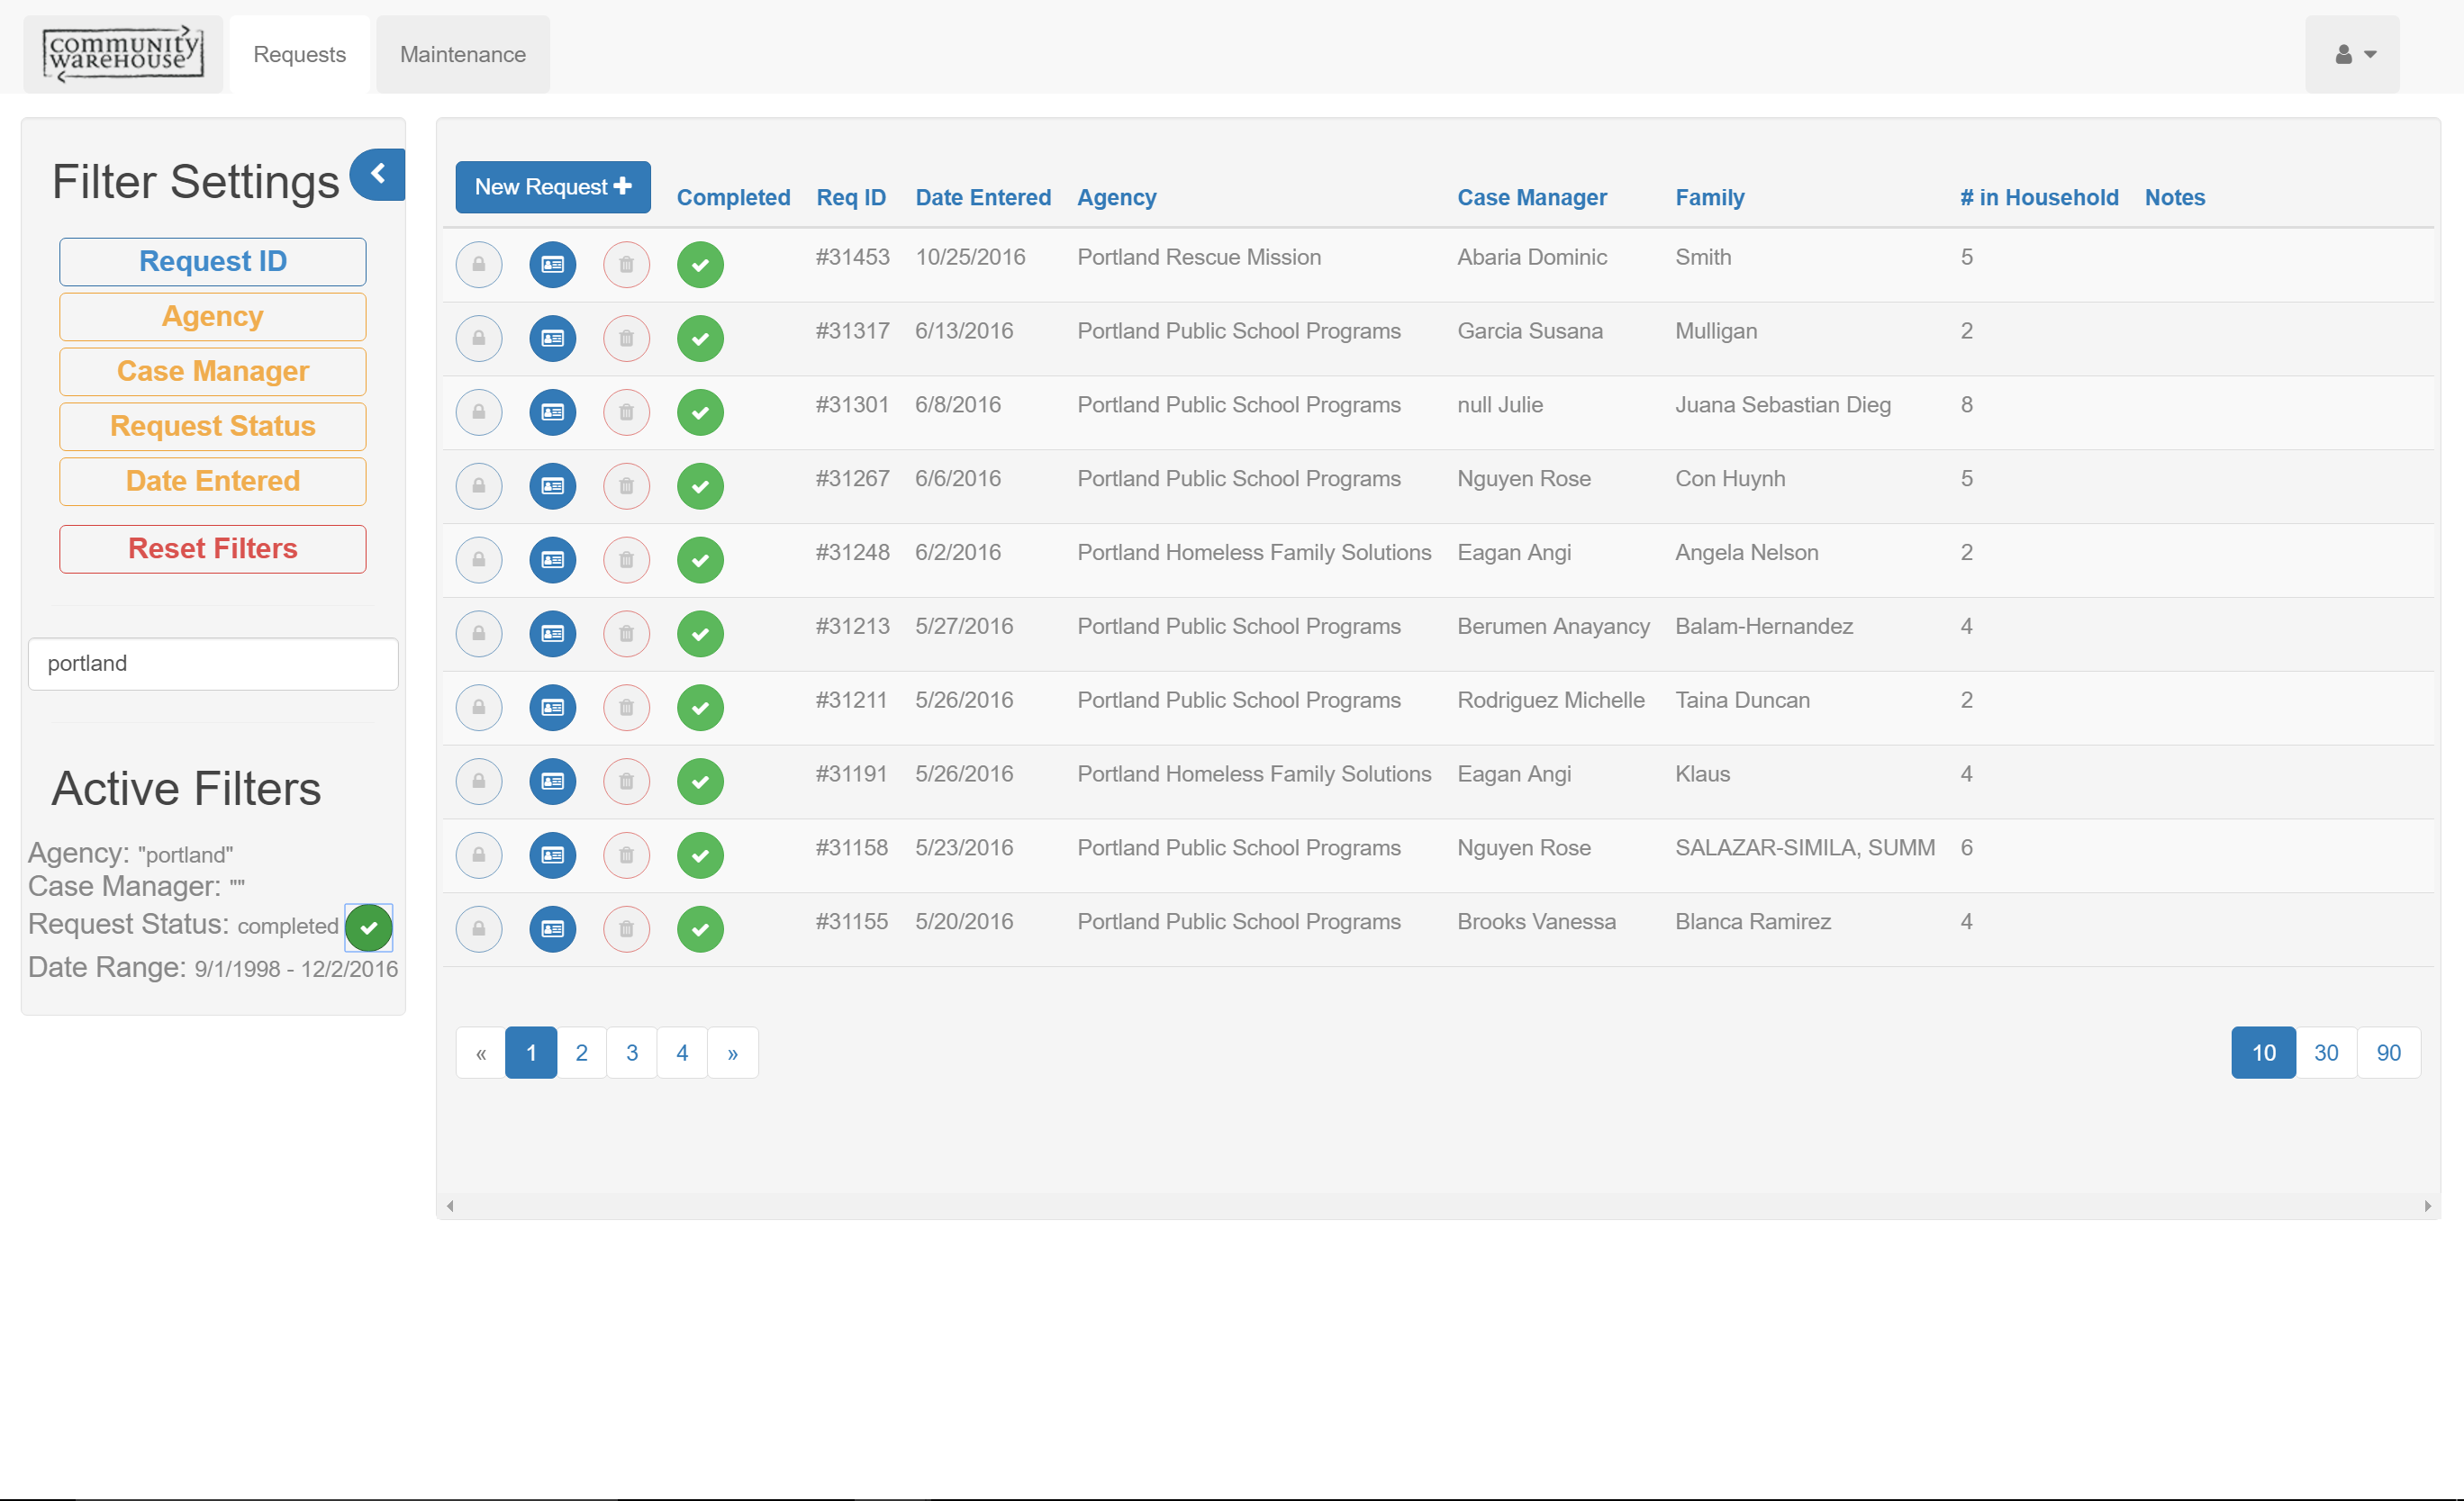 COMMUNITY
WAREHOUSE
Requests
Maintenance
Filter Settings
Request ID
Agency
Case Manager
Request Status
Date Entered
Reset Filters
portland
Active Filters
Agency: "portland"
Case Manager: ""
Request Status: completed
Date Range: 9/1/1998 - 12/2/2016
New Request Completed Req ID Date Entered Agency Case Manager Family # in Household Notes
#31453 10/25/2016 Portland Rescue Mission Abaria Dominic Smith 5
#31317 6/13/2016 Portland Public School Programs Garcia Susana Mulligan 2
#31301 6/8/2016 Portland Public School Programs null Julie Juana Sebastian Dieg 8
#31267 6/6/2016 Portland Public School Programs Nguyen Rose Con Huynh 5
#31248 6/2/2016 Portland Homeless Family Solutions Eagan Angi Angela Nelson 2
#31213 5/27/2016 Portland Public School Programs Berumen Anayancy Balam-Hernandez 4
#31211 5/26/2016 Portland Public School Programs Rodriguez Michelle Taina Duncan 2
#31191 5/26/2016 Portland Homeless Family Solutions Eagan Angi Klaus 4
#31158 5/23/2016 Portland Public School Programs Nguyen Rose SALAZAR-SIMILA, SUMM 6
#31155 5/20/2016 Portland Public School Programs Brooks Vanessa Blanca Ramirez 4
« 1 2 3 4 » 10 30 90